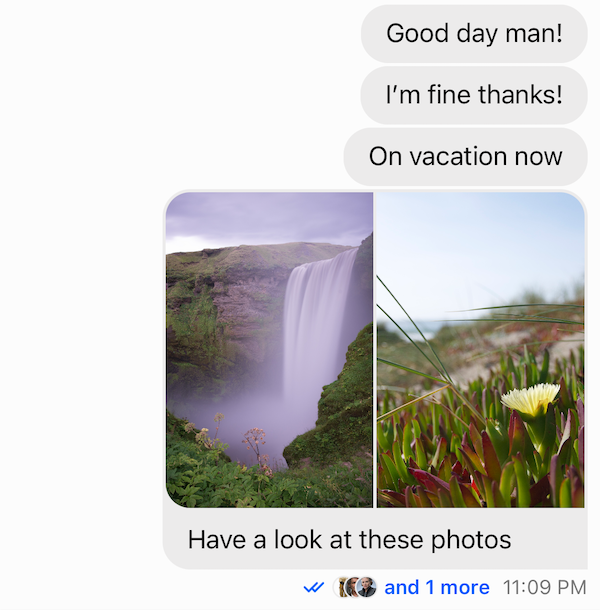 Good day man!
I'm fine thanks!
On vacation now
Have a look at these photos
and 1 more 11:09 PM